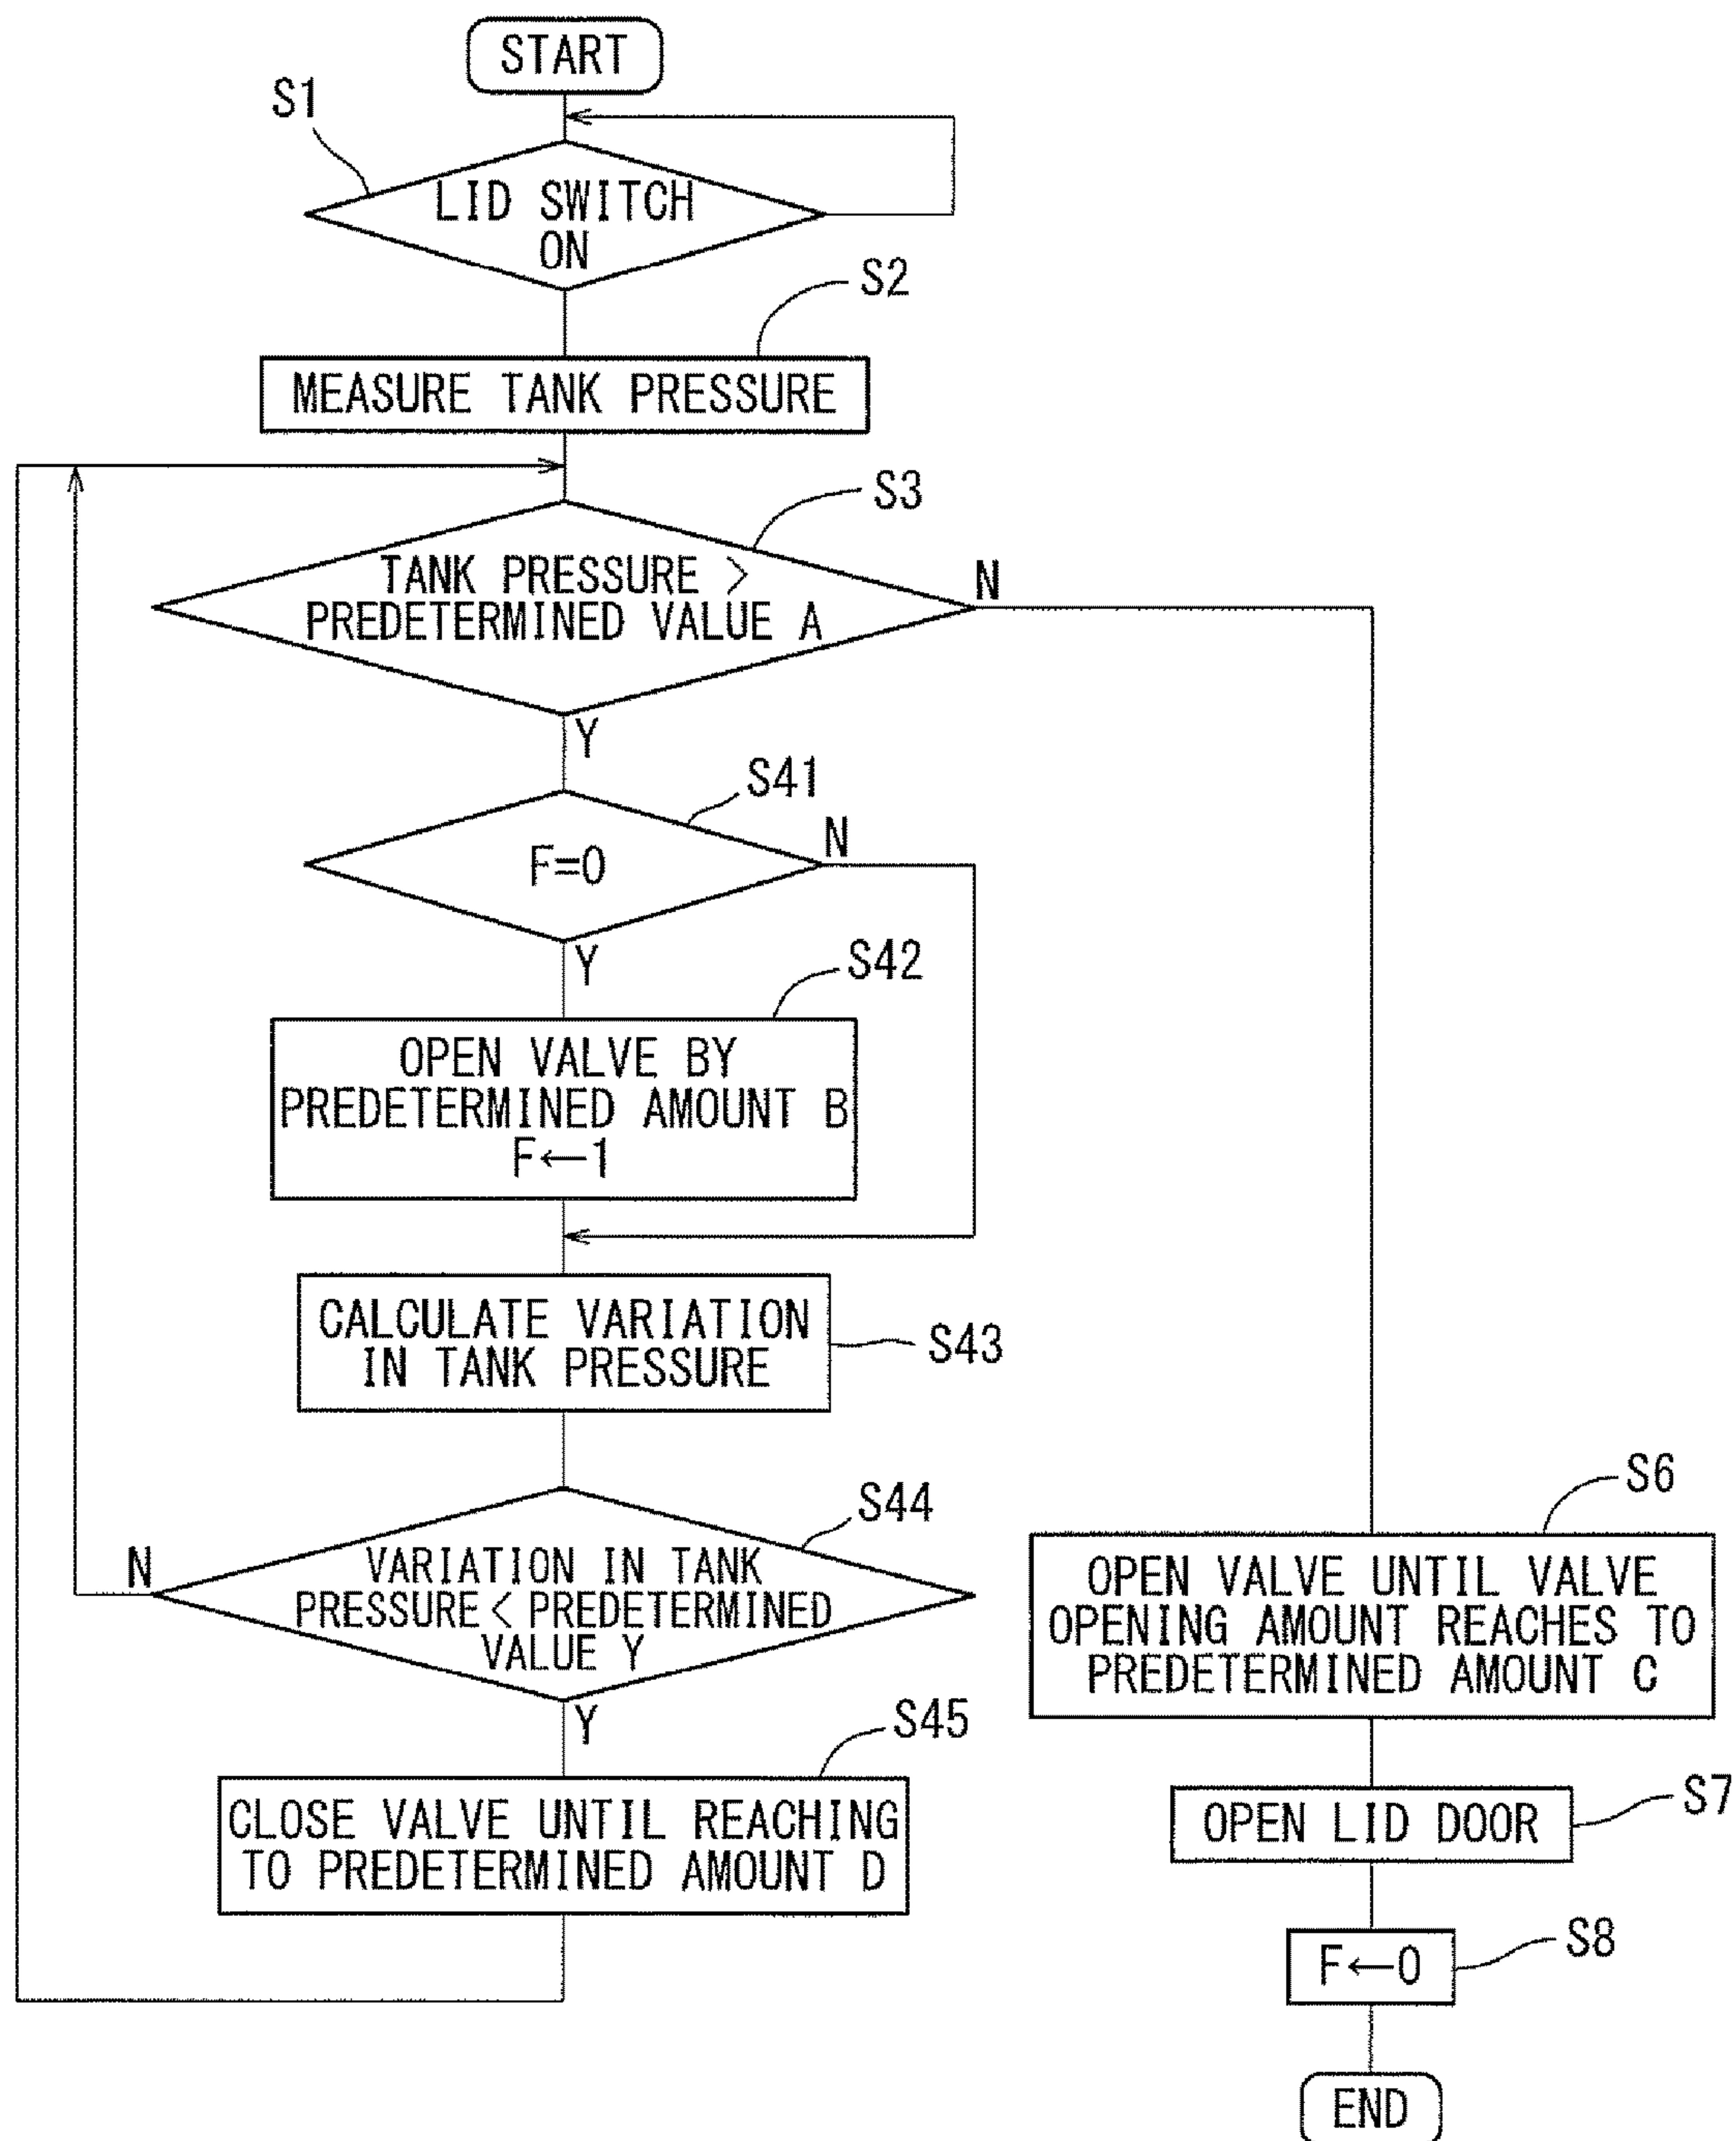 START
S1
LID SWITCH
ON
S2
MEASURE TANK PRESSURE
S3
TANK PRESSURE >
PREDETERMINED VALUE A
N
Y
S41
F=0
N
Y
S42
OPEN VALVE BY
PREDETERMINED AMOUNT B
F←1
CALCULATE VARIATION
IN TANK PRESSURE
S43
S44
N
VARIATION IN TANK
PRESSURE < PREDETERMINED
VALUE Y
Y
S45
CLOSE VALVE UNTIL REACHING
TO PREDETERMINED AMOUNT D
S6
OPEN VALVE UNTIL VALVE
OPENING AMOUNT REACHES TO
PREDETERMINED AMOUNT C
S7
OPEN LID DOOR
S8
F←0
END